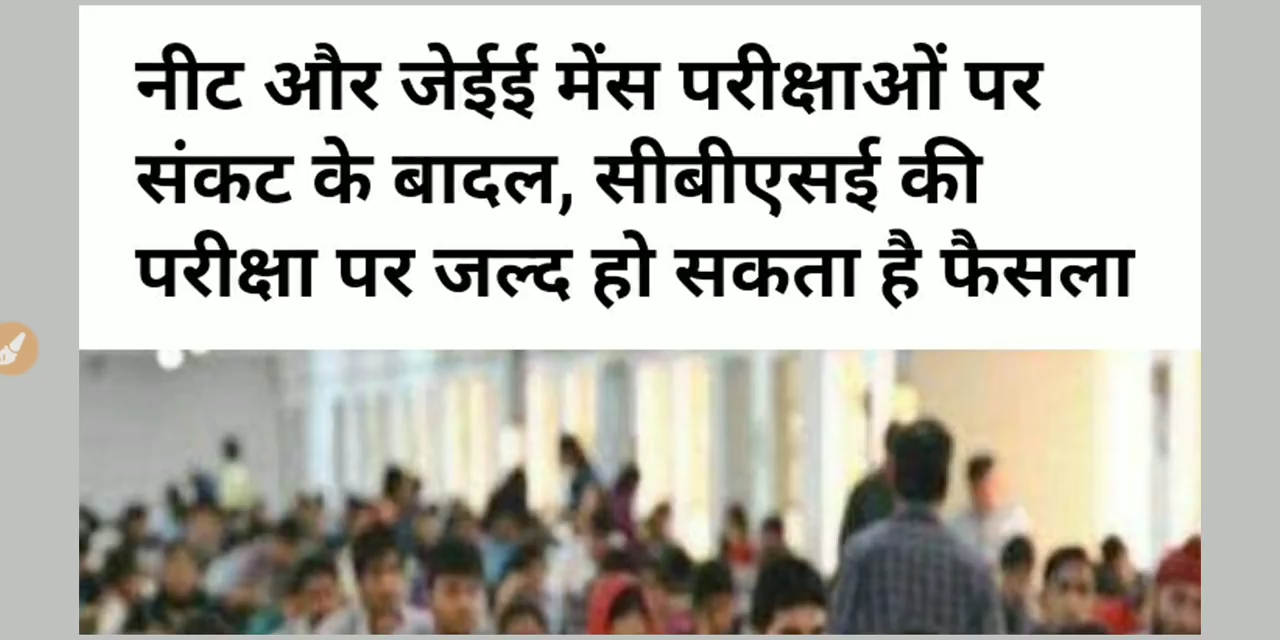 नीट और जेईई मेंस परीक्षाओं पर
संकट के बादल, सीबीएसई की
परीक्षा पर जल्द हो सकता है फैसला